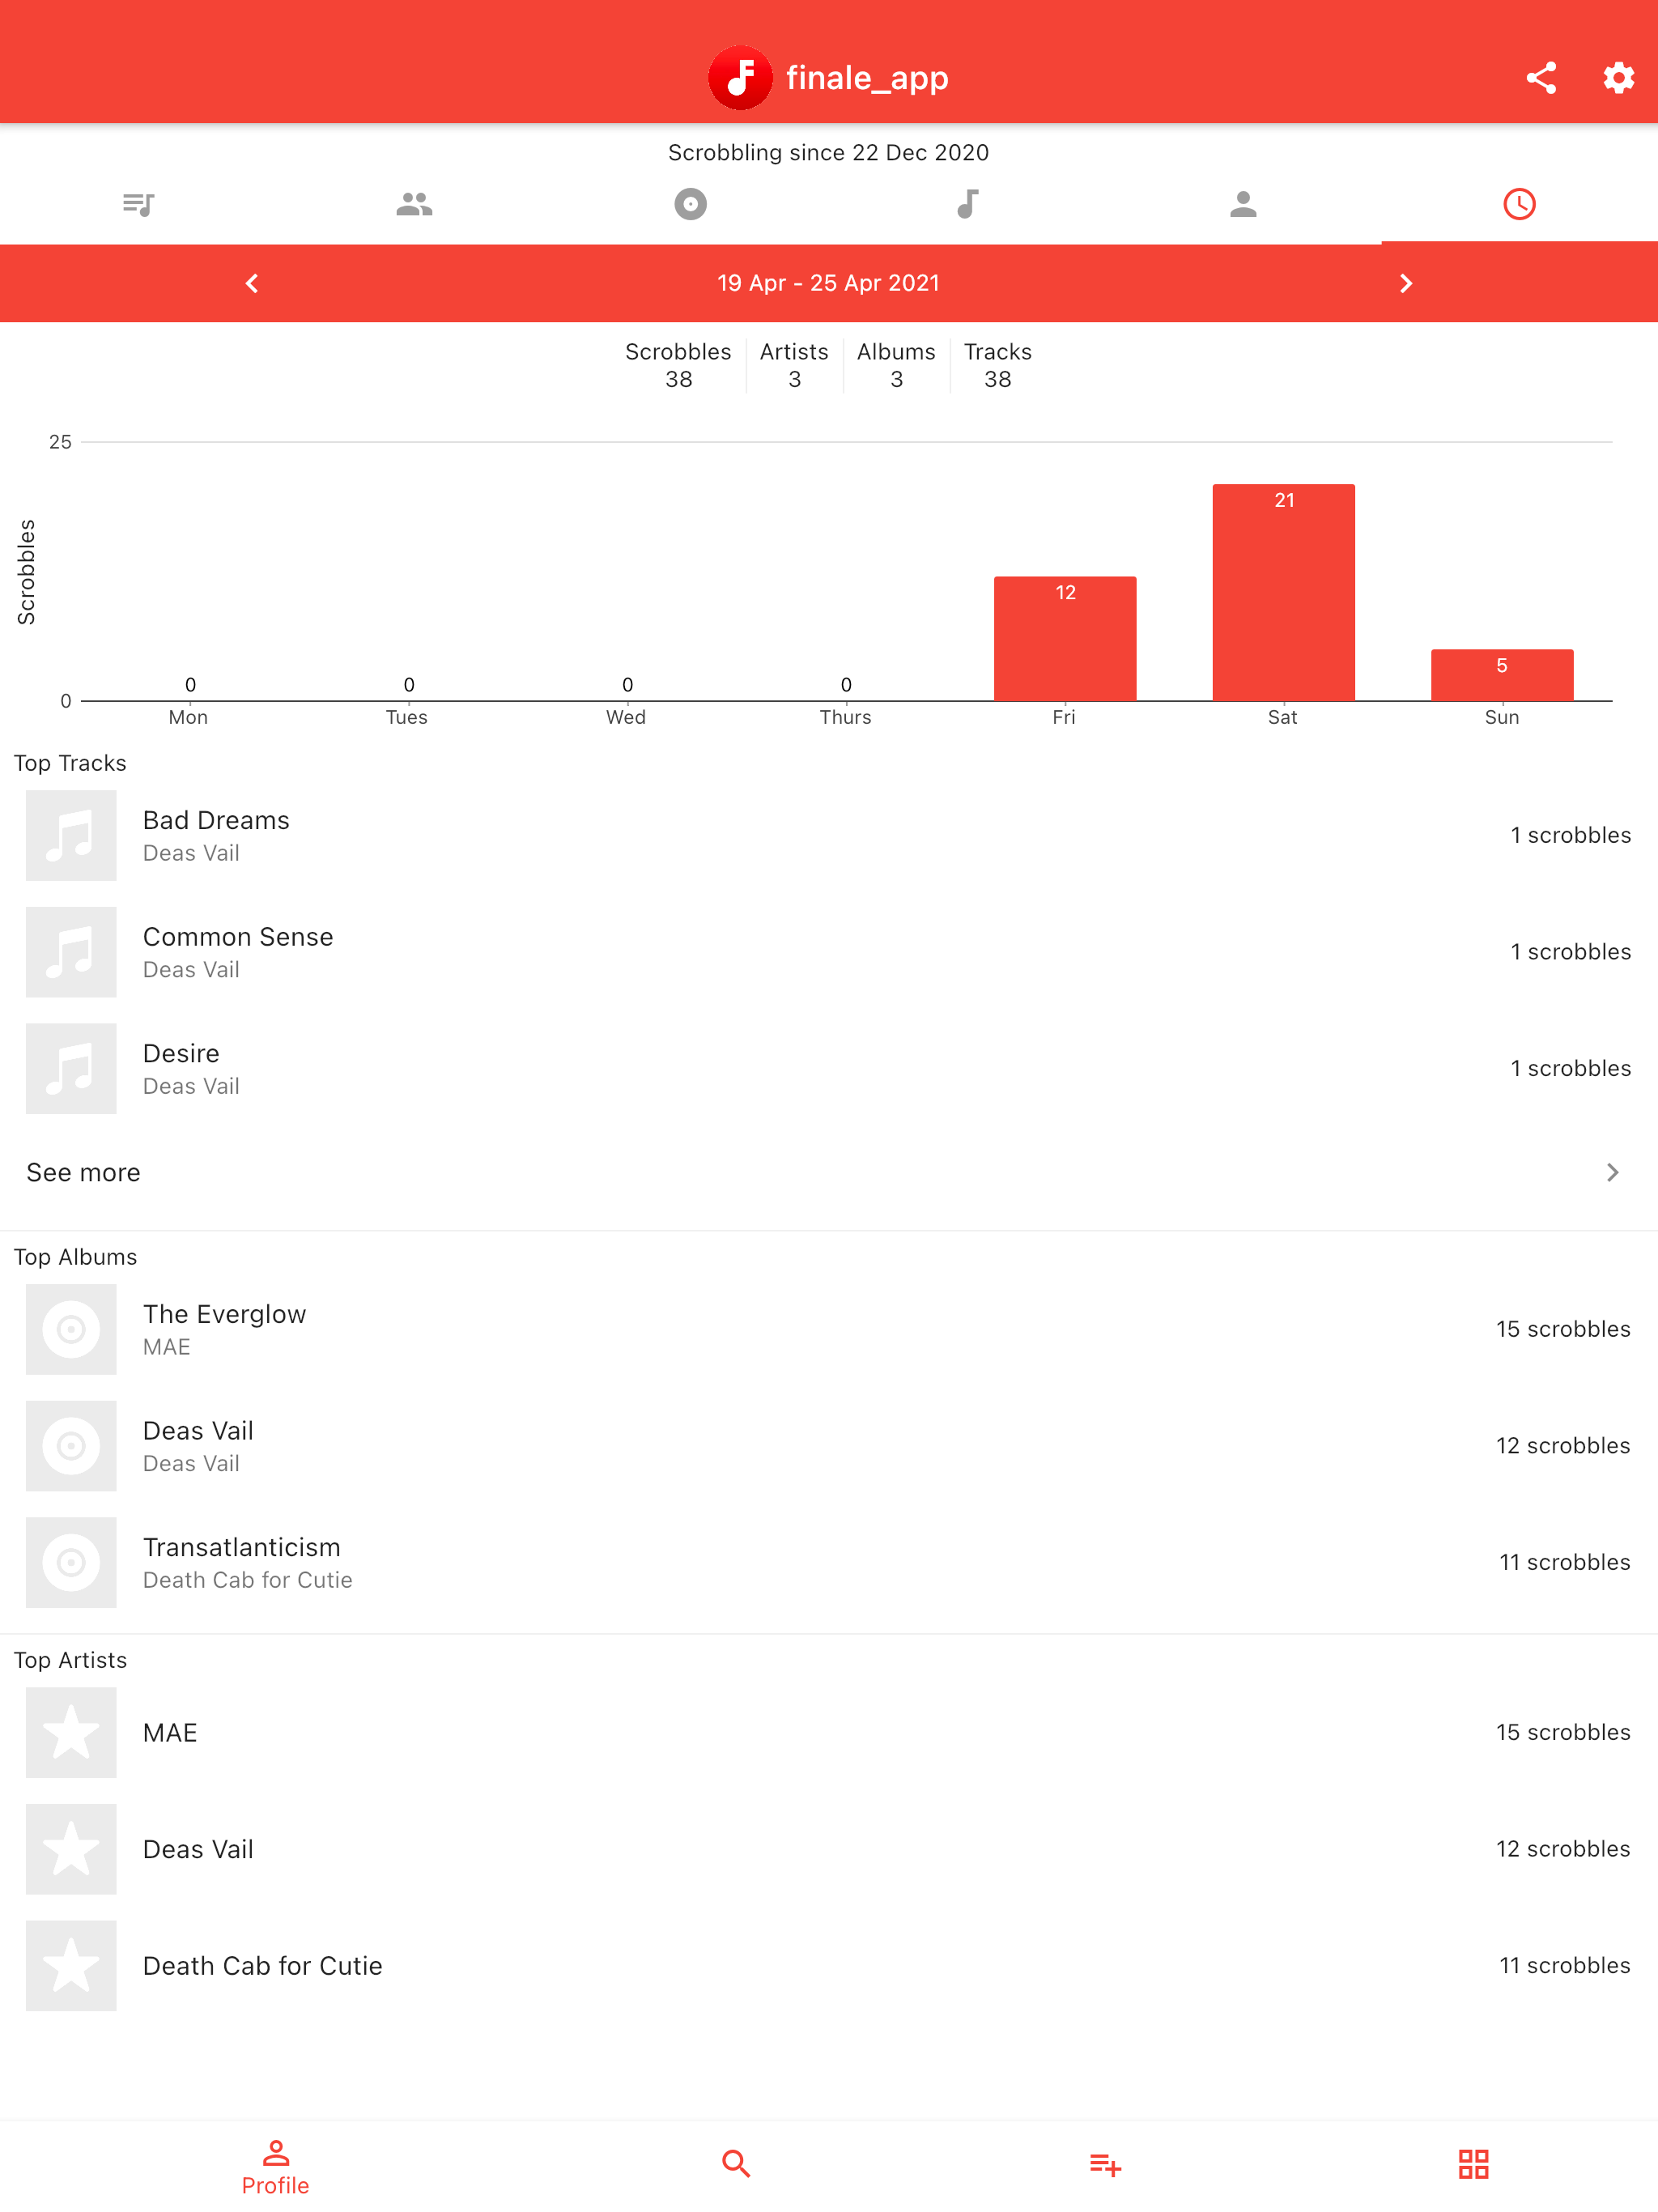 finale_app
Scrobbling since 22 Dec 2020
19 Apr - 25 Apr 2021
Scrobbles Artists Albums Tracks
38 3 3 38
25
Scrobbles
21
12
5
0 0 0 0
0
Mon Tues Wed Thurs Fri Sat Sun
Top Tracks
Bad Dreams
Deas Vail
1 scrobbles
Common Sense
Deas Vail
1 scrobbles
Desire
Deas Vail
1 scrobbles
See more
Top Albums
The Everglow
MAE
15 scrobbles
Deas Vail
Deas Vail
12 scrobbles
Transatlanticism
Death Cab for Cutie
11 scrobbles
Top Artists
MAE
15 scrobbles
Deas Vail
12 scrobbles
Death Cab for Cutie
11 scrobbles
Profile